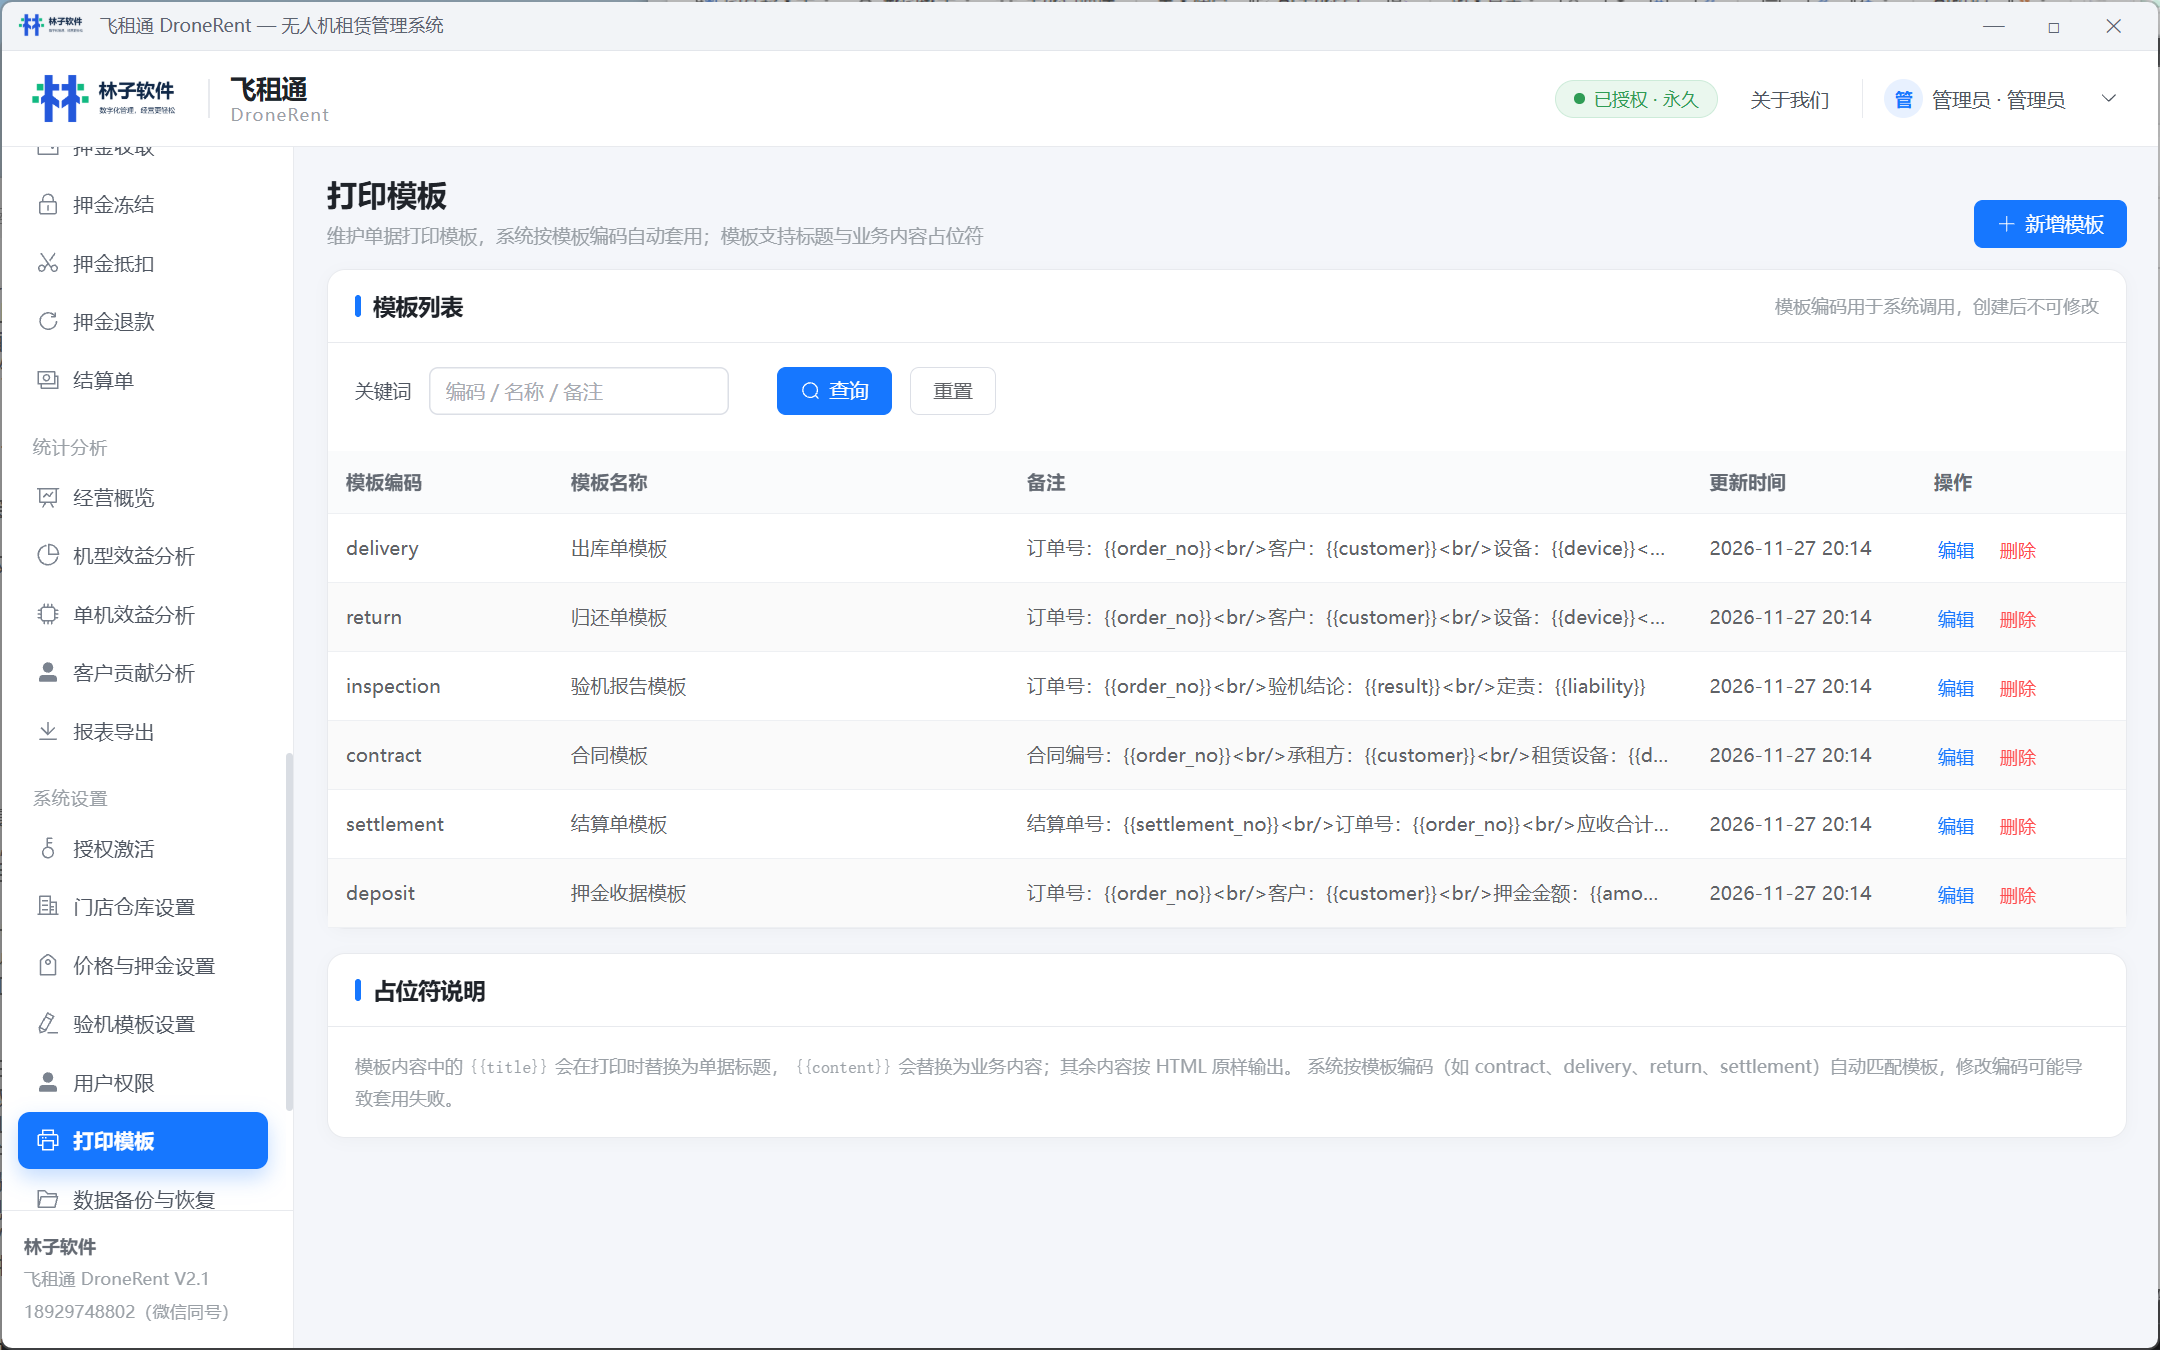 林子软件
飞租通 DroneRent — 无人机租赁管理系统
林子软件
数字化管理，经营更轻松
飞租通
DroneRent
已授权 · 永久
关于我们
管
管理员 · 管理员
押金收取
押金冻结
押金抵扣
押金退款
结算单
统计分析
经营概览
机型效益分析
单机效益分析
客户贡献分析
报表导出
系统设置
授权激活
门店仓库设置
价格与押金设置
验机模板设置
用户权限
打印模板
数据备份与恢复
林子软件
飞租通 DroneRent V2.1
18929748802（微信同号）
打印模板
维护单据打印模板，系统按模板编码自动套用；模板支持标题与业务内容占位符
新增模板
模板列表
模板编码用于系统调用，创建后不可修改
关键词 编码 / 名称 / 备注 查询 重置
模板编码 模板名称 备注 更新时间 操作
delivery 出库单模板 订单号：{{order_no}}<br/>客户：{{customer}}<br/>设备：{{device}}<... 2026-11-27 20:14 编辑 删除
return 归还单模板 订单号：{{order_no}}<br/>客户：{{customer}}<br/>设备：{{device}}<... 2026-11-27 20:14 编辑 删除
inspection 验机报告模板 订单号：{{order_no}}<br/>验机结论：{{result}}<br/>定责：{{liability}} 2026-11-27 20:14 编辑 删除
contract 合同模板 合同编号：{{order_no}}<br/>承租方：{{customer}}<br/>租赁设备：{{d... 2026-11-27 20:14 编辑 删除
settlement 结算单模板 结算单号：{{settlement_no}}<br/>订单号：{{order_no}}<br/>应收合计... 2026-11-27 20:14 编辑 删除
deposit 押金收据模板 订单号：{{order_no}}<br/>客户：{{customer}}<br/>押金金额：{{amo... 2026-11-27 20:14 编辑 删除
占位符说明
模板内容中的 {{title}} 会在打印时替换为单据标题， {{content}} 会替换为业务内容；其余内容按 HTML 原样输出。 系统按模板编码（如 contract、delivery、return、settlement）自动匹配模板，修改编码可能导
致套用失败。